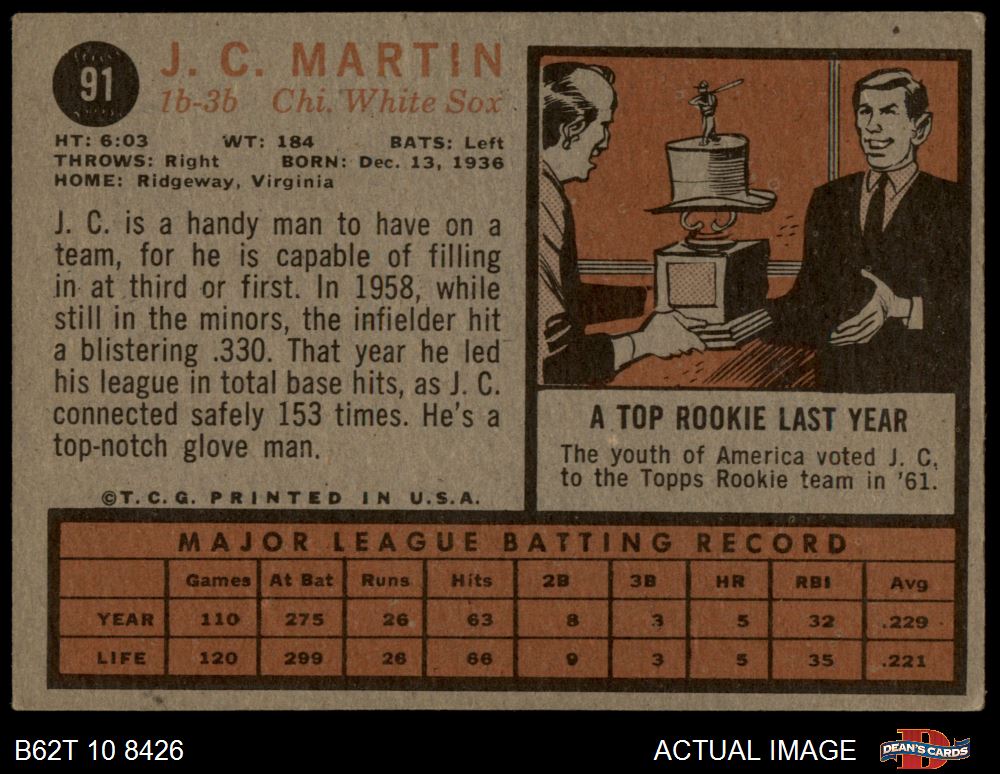 91
J. C. MARTIN
1b-3b Chi. White Sox
HT: 6:03 WT: 184 BATS: Left
THROWS: Right BORN: Dec. 13, 1936
HOME: Ridgeway, Virginia
J. C. is a handy man to have on a
team, for he is capable of filling
in at third or first. In 1958, while
still in the minors, the infielder hit
a blistering .330. That year he led
his league in total base hits, as J. C.
connected safely 153 times. He's a
top-notch glove man.
©T.C.G. PRINTED IN U.S.A.
A TOP ROOKIE LAST YEAR
The youth of America voted J. C.
to the Topps Rookie team in '61.
MAJOR LEAGUE BATTING RECORD
Games At Bat Runs Hits 2B 3B HR RBI Avg
YEAR 110 275 26 63 8 3 5 32 .229
LIFE 120 299 26 66 9 3 5 35 .221
B62T 10 8426
ACTUAL IMAGE
DEAN'S CARDS